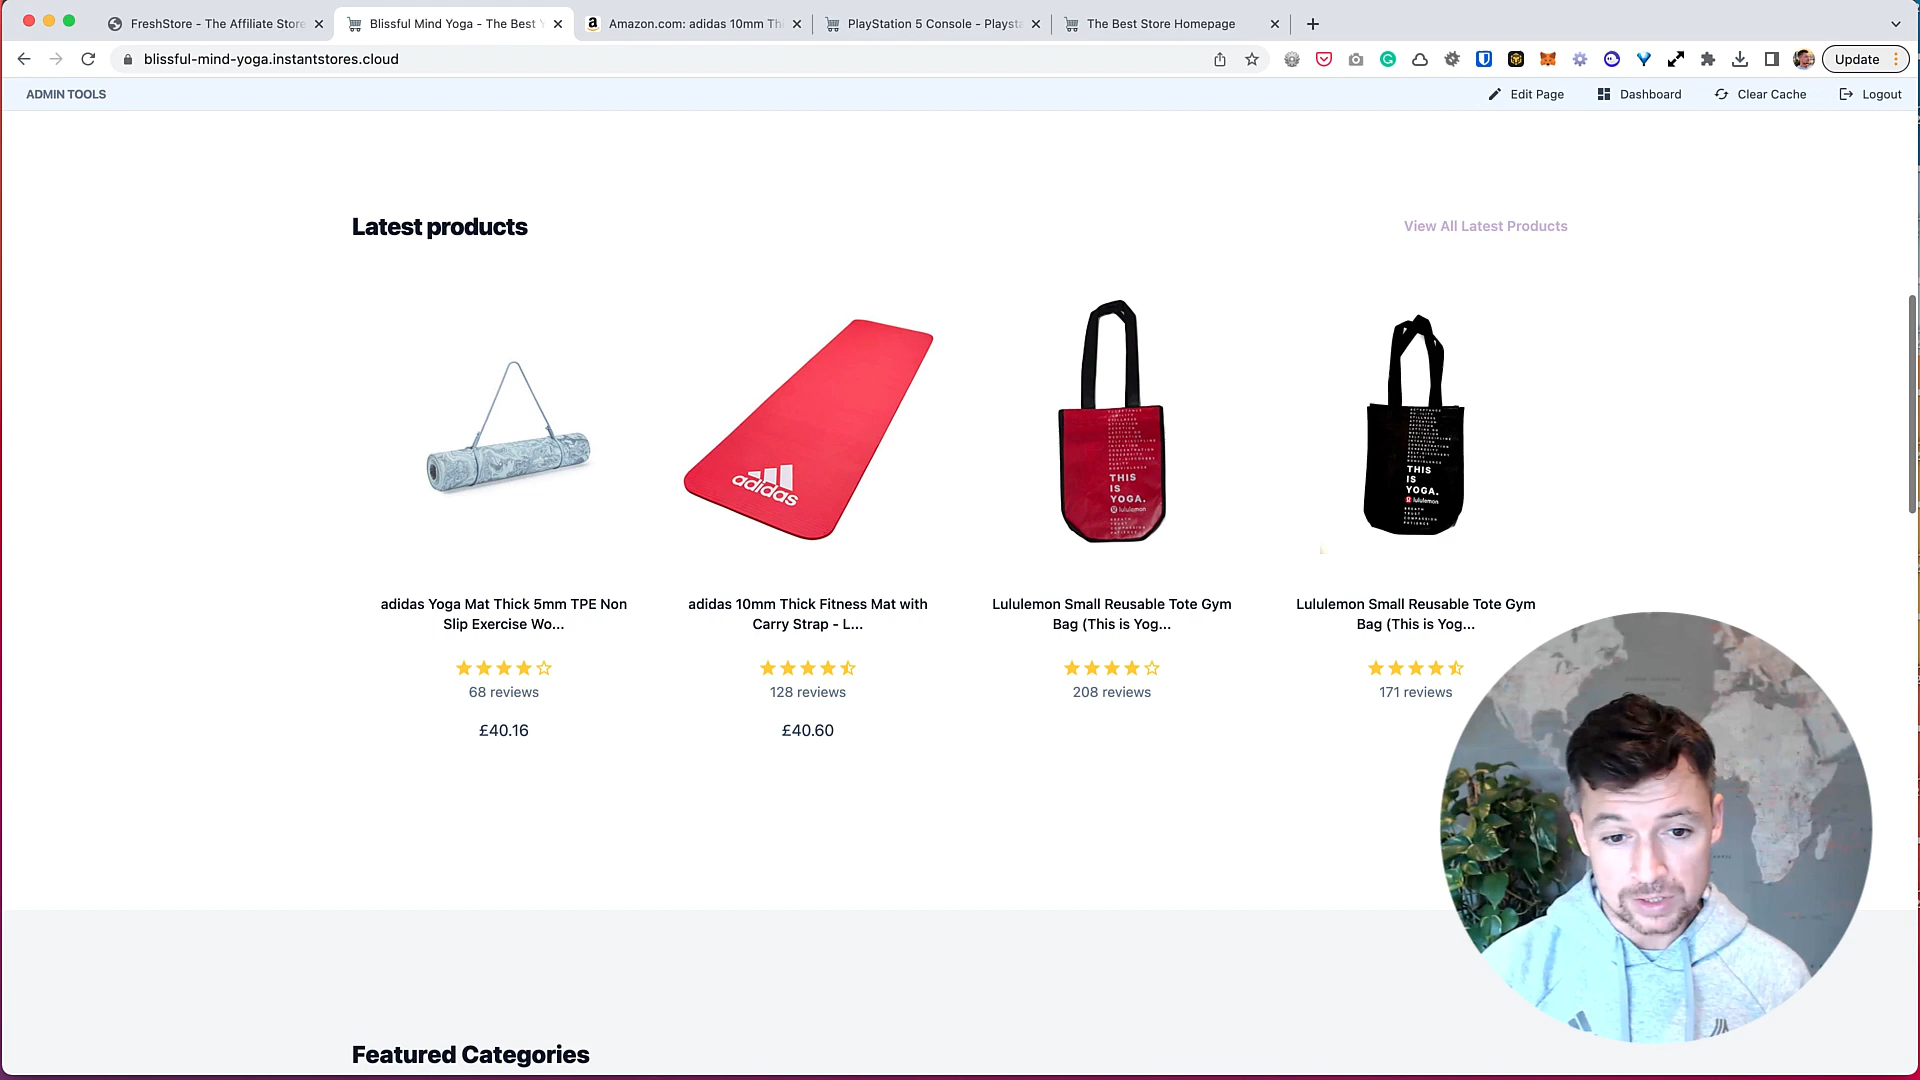 FreshStore - The Affiliate Store
Blissful Mind Yoga - The Best Y
Amazon.com: adidas 10mm Th
PlayStation 5 Console - Playsta
The Best Store Homepage
blissful-mind-yoga.instantstores.cloud
Update
ADMIN TOOLS
Edit Page
Dashboard
Clear Cache
Logout
Latest products
View All Latest Products
adidas
THIS
IS
YOGA.
lululemon
THIS
IS
YOGA.
lululemon
adidas Yoga Mat Thick 5mm TPE Non
Slip Exercise Wo...
adidas 10mm Thick Fitness Mat with
Carry Strap - L...
Lululemon Small Reusable Tote Gym
Bag (This is Yog...
Lululemon Small Reusable Tote Gym
Bag (This is Yog...
68 reviews
128 reviews
208 reviews
171 reviews
£40.16
£40.60
Featured Categories